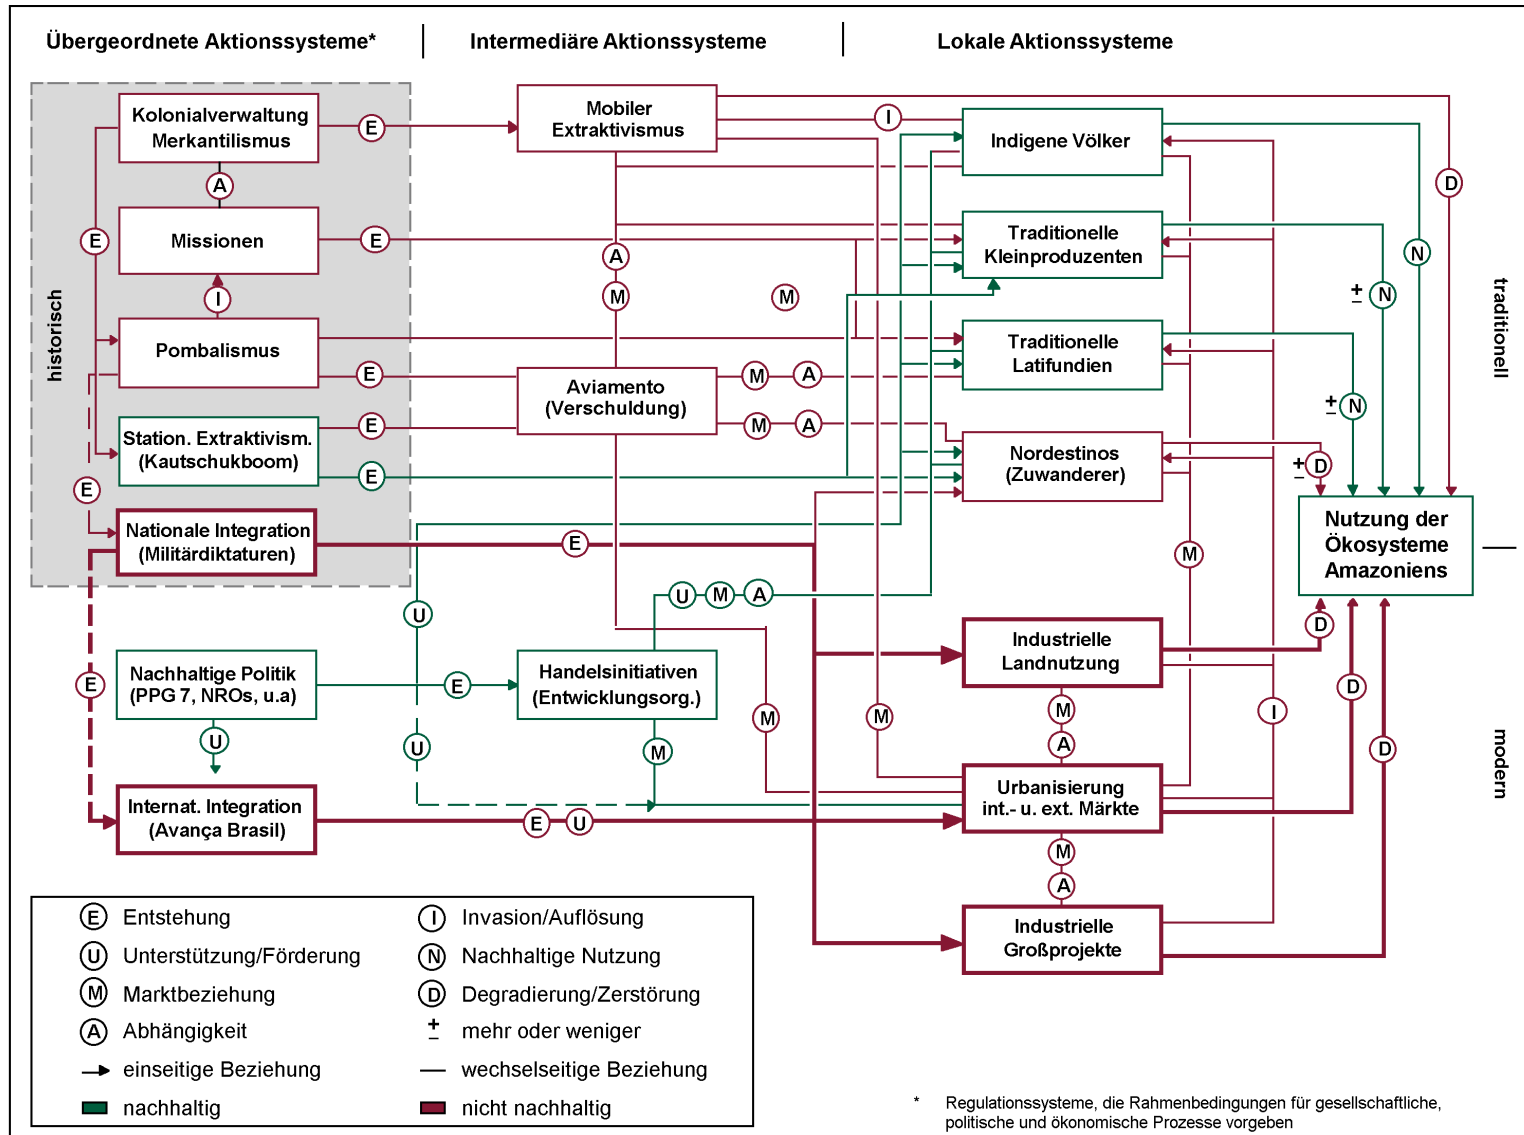 Übergeordnete Aktionssysteme*
Intermediäre Aktionssysteme
Lokale Aktionssysteme
historisch
Kolonialverwaltung
Merkantilismus
E
A
E
Missionen
E
I
Pombalismus
E
Station. Extraktivism.
(Kautschukboom)
E
E
E
Nationale Integration
(Militärdiktaturen)
E
E
Nachhaltige Politik
(PPG 7, NROs, u.a)
E
U
Internat. Integration
(Avança Brasil)
E
U
U
U
Mobiler
Extraktivismus
I
A
M
M
Aviamento
(Verschuldung)
M
A
M
A
U
M
A
Handelsinitiativen
(Entwicklungsorg.)
M
M
M
Indigene Völker
Traditionelle
Kleinproduzenten
Traditionelle
Latifundien
Nordestinos
(Zuwanderer)
M
Industrielle
Landnutzung
M
A
Urbanisierung
int.- u. ext. Märkte
M
A
Industrielle
Großprojekte
I
D
N
± N
± N
± D
Nutzung der
Ökosysteme
Amazoniens
D
D
D
traditionell
modern
E Entstehung
U Unterstützung/Förderung
M Marktbeziehung
A Abhängigkeit
einseitige Beziehung
nachhaltig
I Invasion/Auflösung
N Nachhaltige Nutzung
D Degradierung/Zerstörung
± mehr oder weniger
wechselseitige Beziehung
nicht nachhaltig
* Regulationssysteme, die Rahmenbedingungen für gesellschaftliche,
politische und ökonomische Prozesse vorgeben